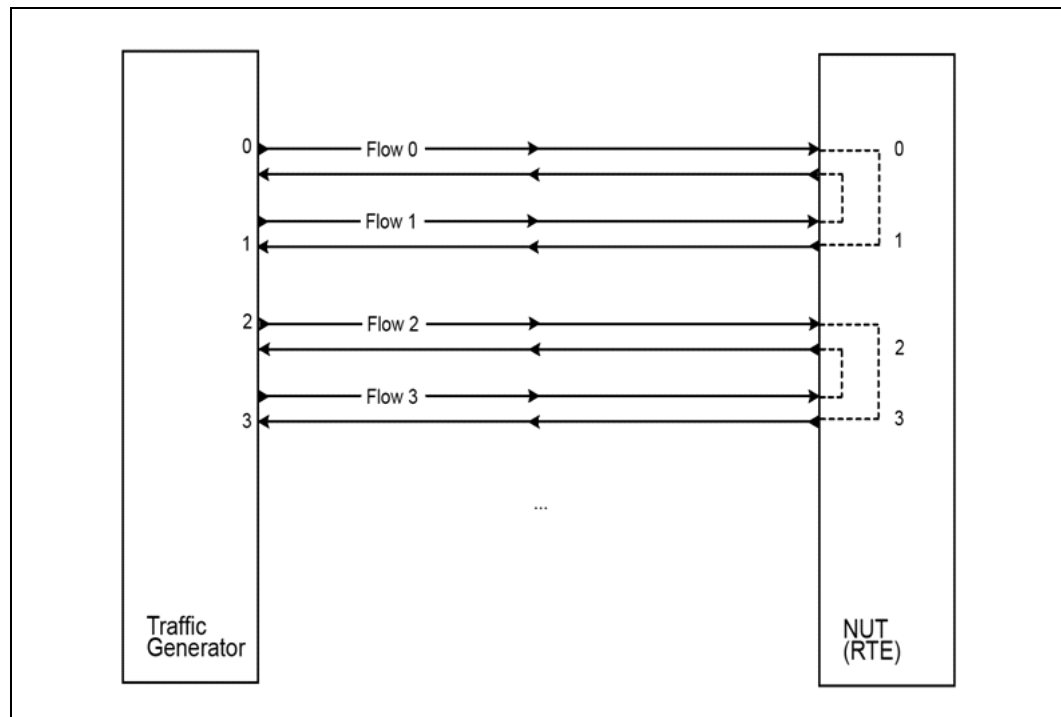 0 Flow 0 0
Flow 1
1 1
2 Flow 2
2
Flow 3
3 3
...
Traffic
Generator
NUT
(RTE)